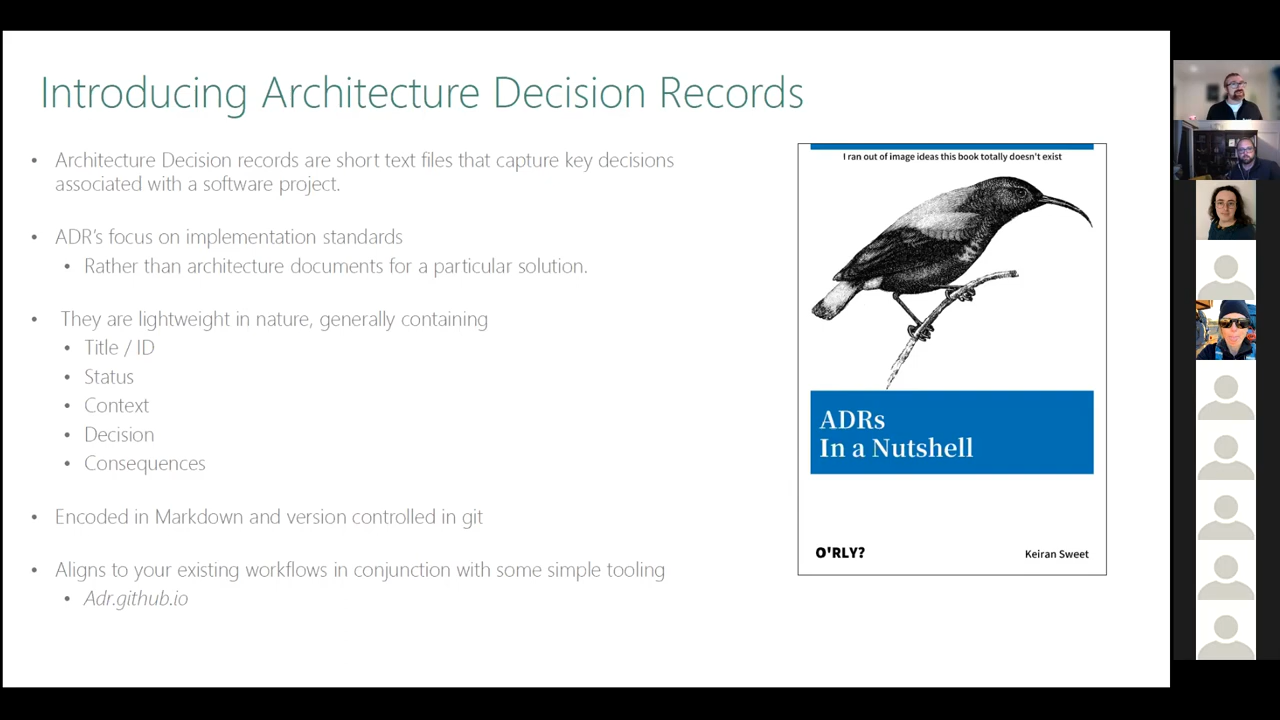 Introducing Architecture Decision Records
• Architecture Decision records are short text files that capture key decisions
associated with a software project.
• ADR's focus on implementation standards
• Rather than architecture documents for a particular solution.
• They are lightweight in nature, generally containing
• Title / ID
• Status
• Context
• Decision
• Consequences
• Encoded in Markdown and version controlled in git
• Aligns to your existing workflows in conjunction with some simple tooling
• Adr.github.io
I ran out of image ideas this book totally doesn't exist
ADRs
In a Nutshell
O'RLY?
Keiran Sweet